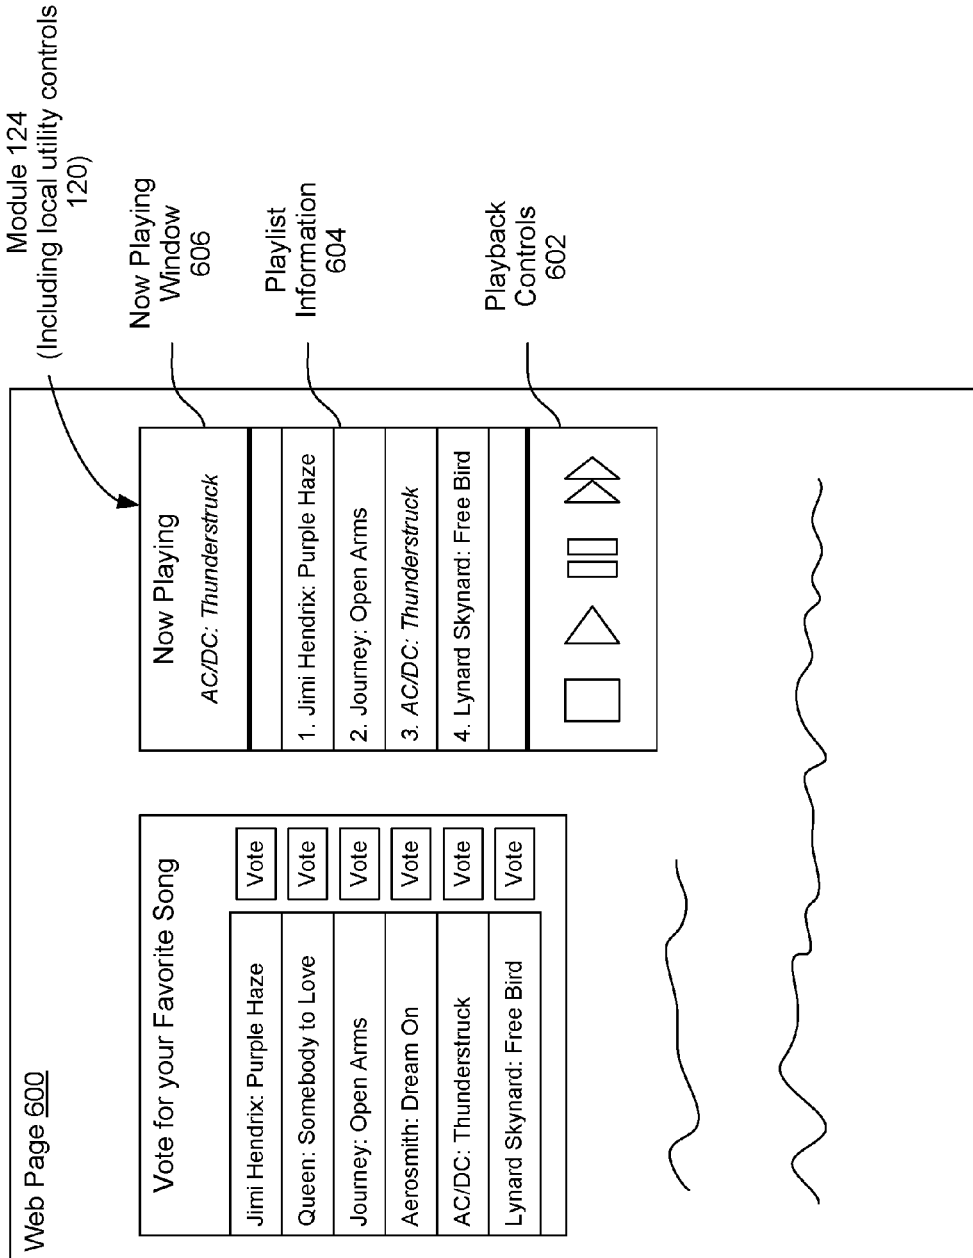 Web Page 600
Vote for your Favorite Song
Jimi Hendrix: Purple Haze
Vote
Queen: Somebody to Love
Vote
Journey: Open Arms
Vote
Aerosmith: Dream On
Vote
AC/DC: Thunderstruck
Vote
Lynard Skynard: Free Bird
Vote
Now Playing
AC/DC: Thunderstruck
1. Jimi Hendrix: Purple Haze
2. Journey: Open Arms
3. AC/DC: Thunderstruck
4. Lynard Skynard: Free Bird
Module 124
(Including local utility controls
120)
Now Playing
Window
606
Playlist
Information
604
Playback
Controls
602